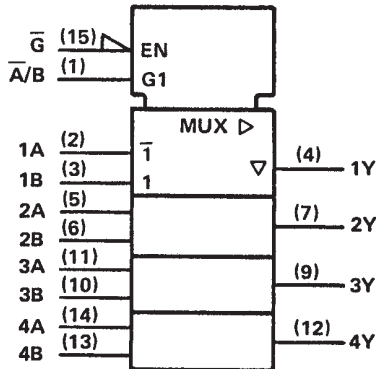 G̅ (15) EN
A̅/B (1) G1
MUX ▷
1A (2) 1̅ ▽ (4) 1Y
1B (3) 1
2A (5) (7) 2Y
2B (6)
3A (11) (9) 3Y
3B (10)
4A (14) (12) 4Y
4B (13)